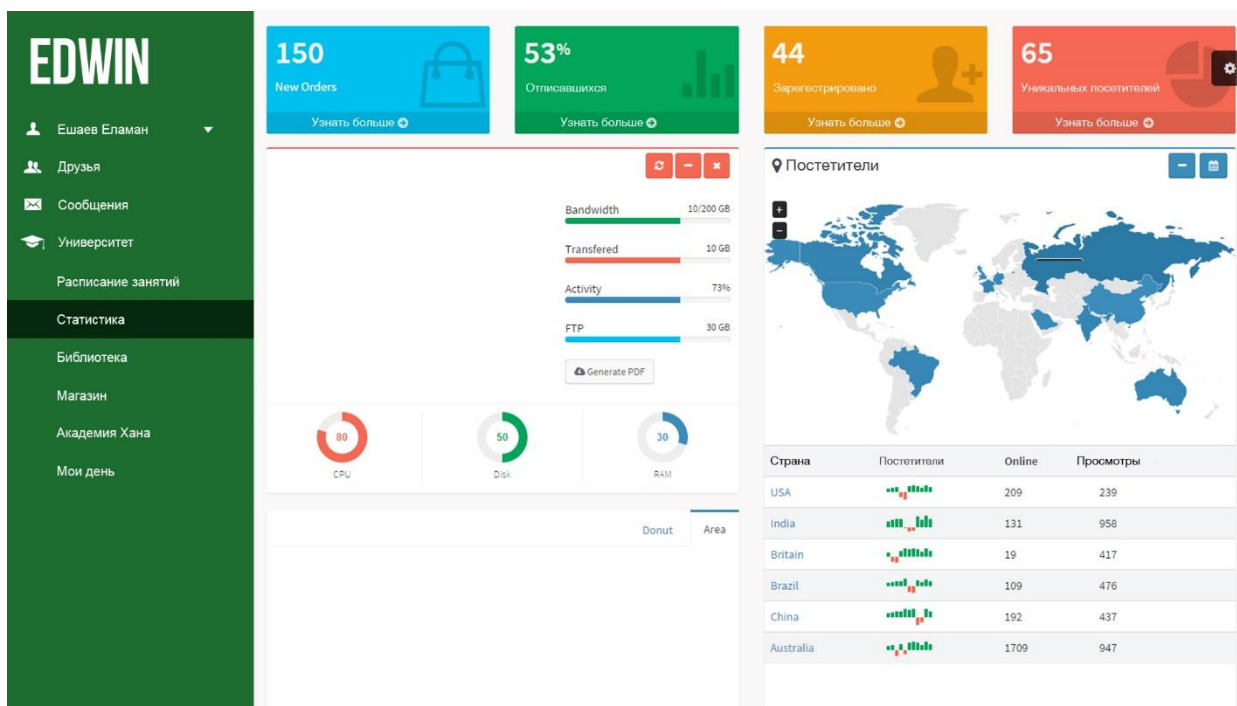 EDWIN
Ешаев Еламан
Друзья
Сообщения
Университет
Расписание занятий
Статистика
Библиотека
Магазин
Академия Хана
Мои день
150
New Orders
Узнать больше
53%
Отписавшихся
Узнать больше
44
Зарегестрировано
Узнать больше
65
Уникальных посетителей
Узнать больше
Bandwidth 10/200 GB
Transfered 10 GB
Activity 73%
FTP 30 GB
Generate PDF
80 50 30
CPU Disk RAM
Donut Area
Постетители
+
-
Страна Постетители Online Просмотры
USA 209 239
India 131 958
Britain 19 417
Brazil 109 476
China 192 437
Australia 1709 947